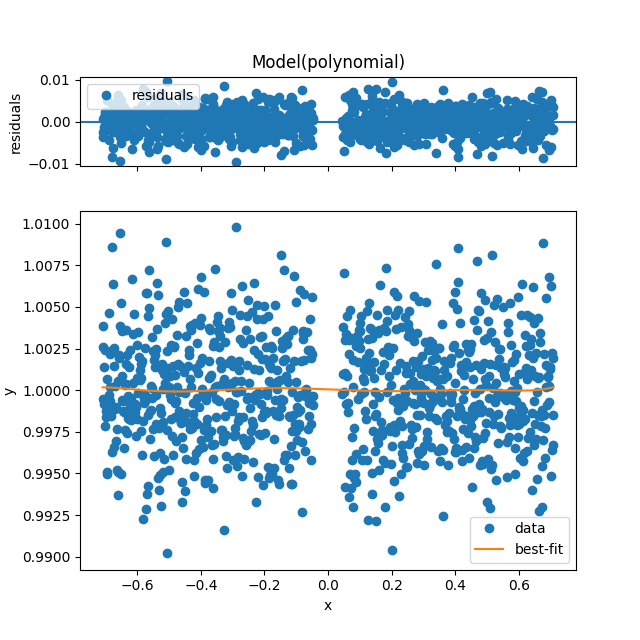 Model(polynomial)
0.01
0.00
−0.01
residuals
residuals
1.0100
1.0075
1.0050
1.0025
1.0000
0.9975
0.9950
0.9925
0.9900
y
data
best-fit
−0.6
−0.4
−0.2
0.0
0.2
0.4
0.6
x